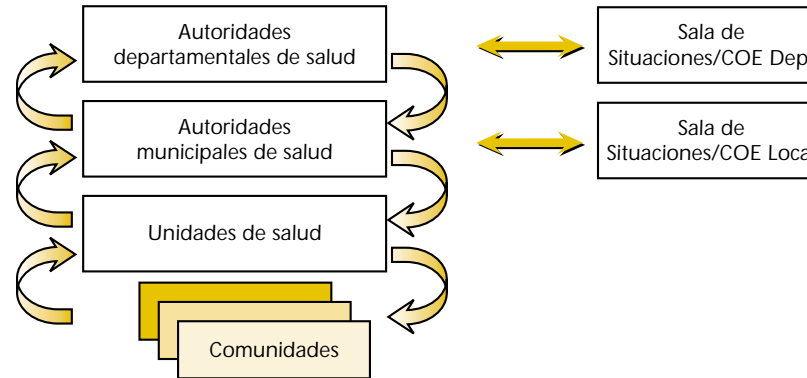 Autoridades
departamentales de salud
Sala de
Situaciones/COE Dep
Autoridades
municipales de salud
Sala de
Situaciones/COE Loca
Unidades de salud
Comunidades